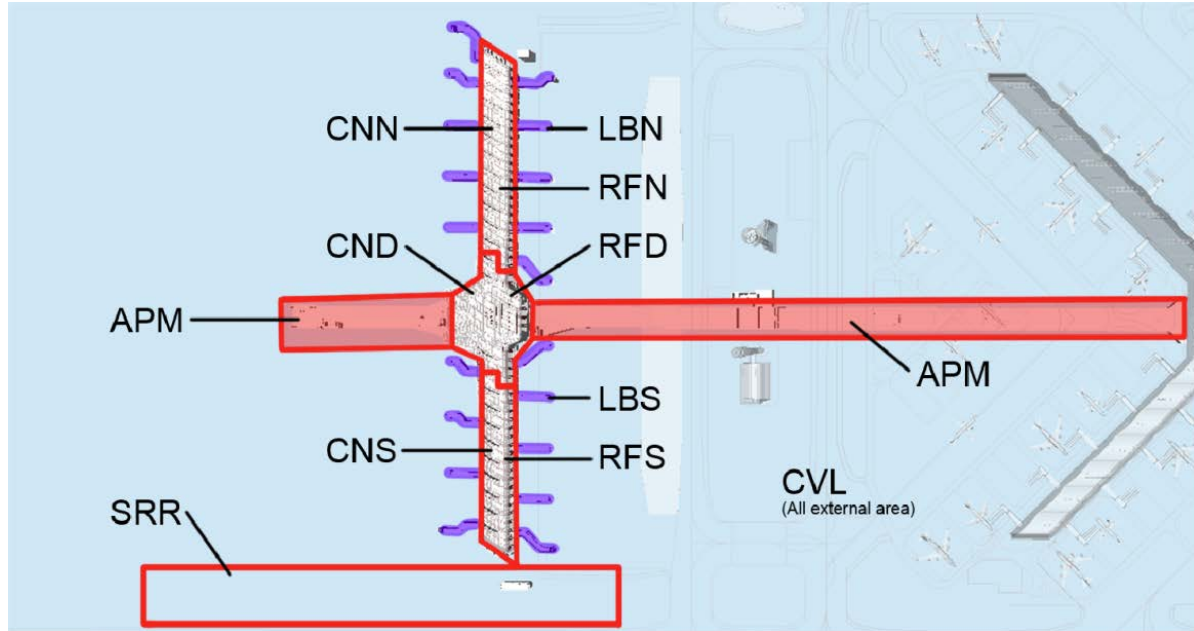 CNN
LBN
RFN
CND
RFD
APM
APM
LBS
CNS
RFS
CVL
(All external area)
SRR